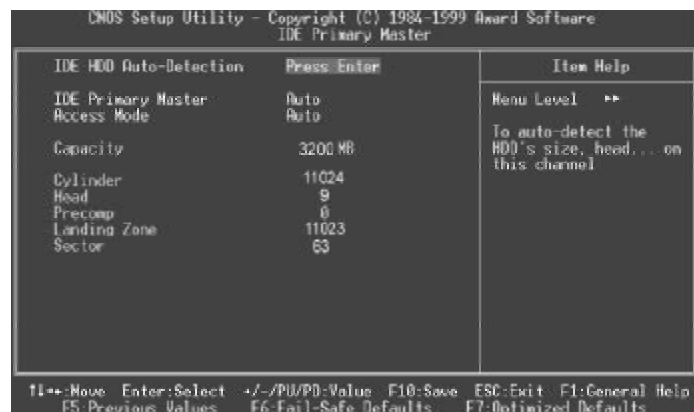 CMOS Setup Utility - Copyright (C) 1984-1999 Award Software
IDE Primary Master
IDE HDD Auto-Detection Press Enter
IDE Primary Master Auto
Access Mode Auto
Capacity 3200 MB
Cylinder 11024
Head 9
Precomp 0
Landing Zone 11023
Sector 63
Item Help
Menu Level ▸▸
To auto-detect the
HDD's size, head... on
this channel
↑↓→←:Move Enter:Select +/-/PU/PD:Value F10:Save ESC:Exit F1:General Help
F5:Previous Values F6:Fail-Safe Defaults F7:Optimized Defaults